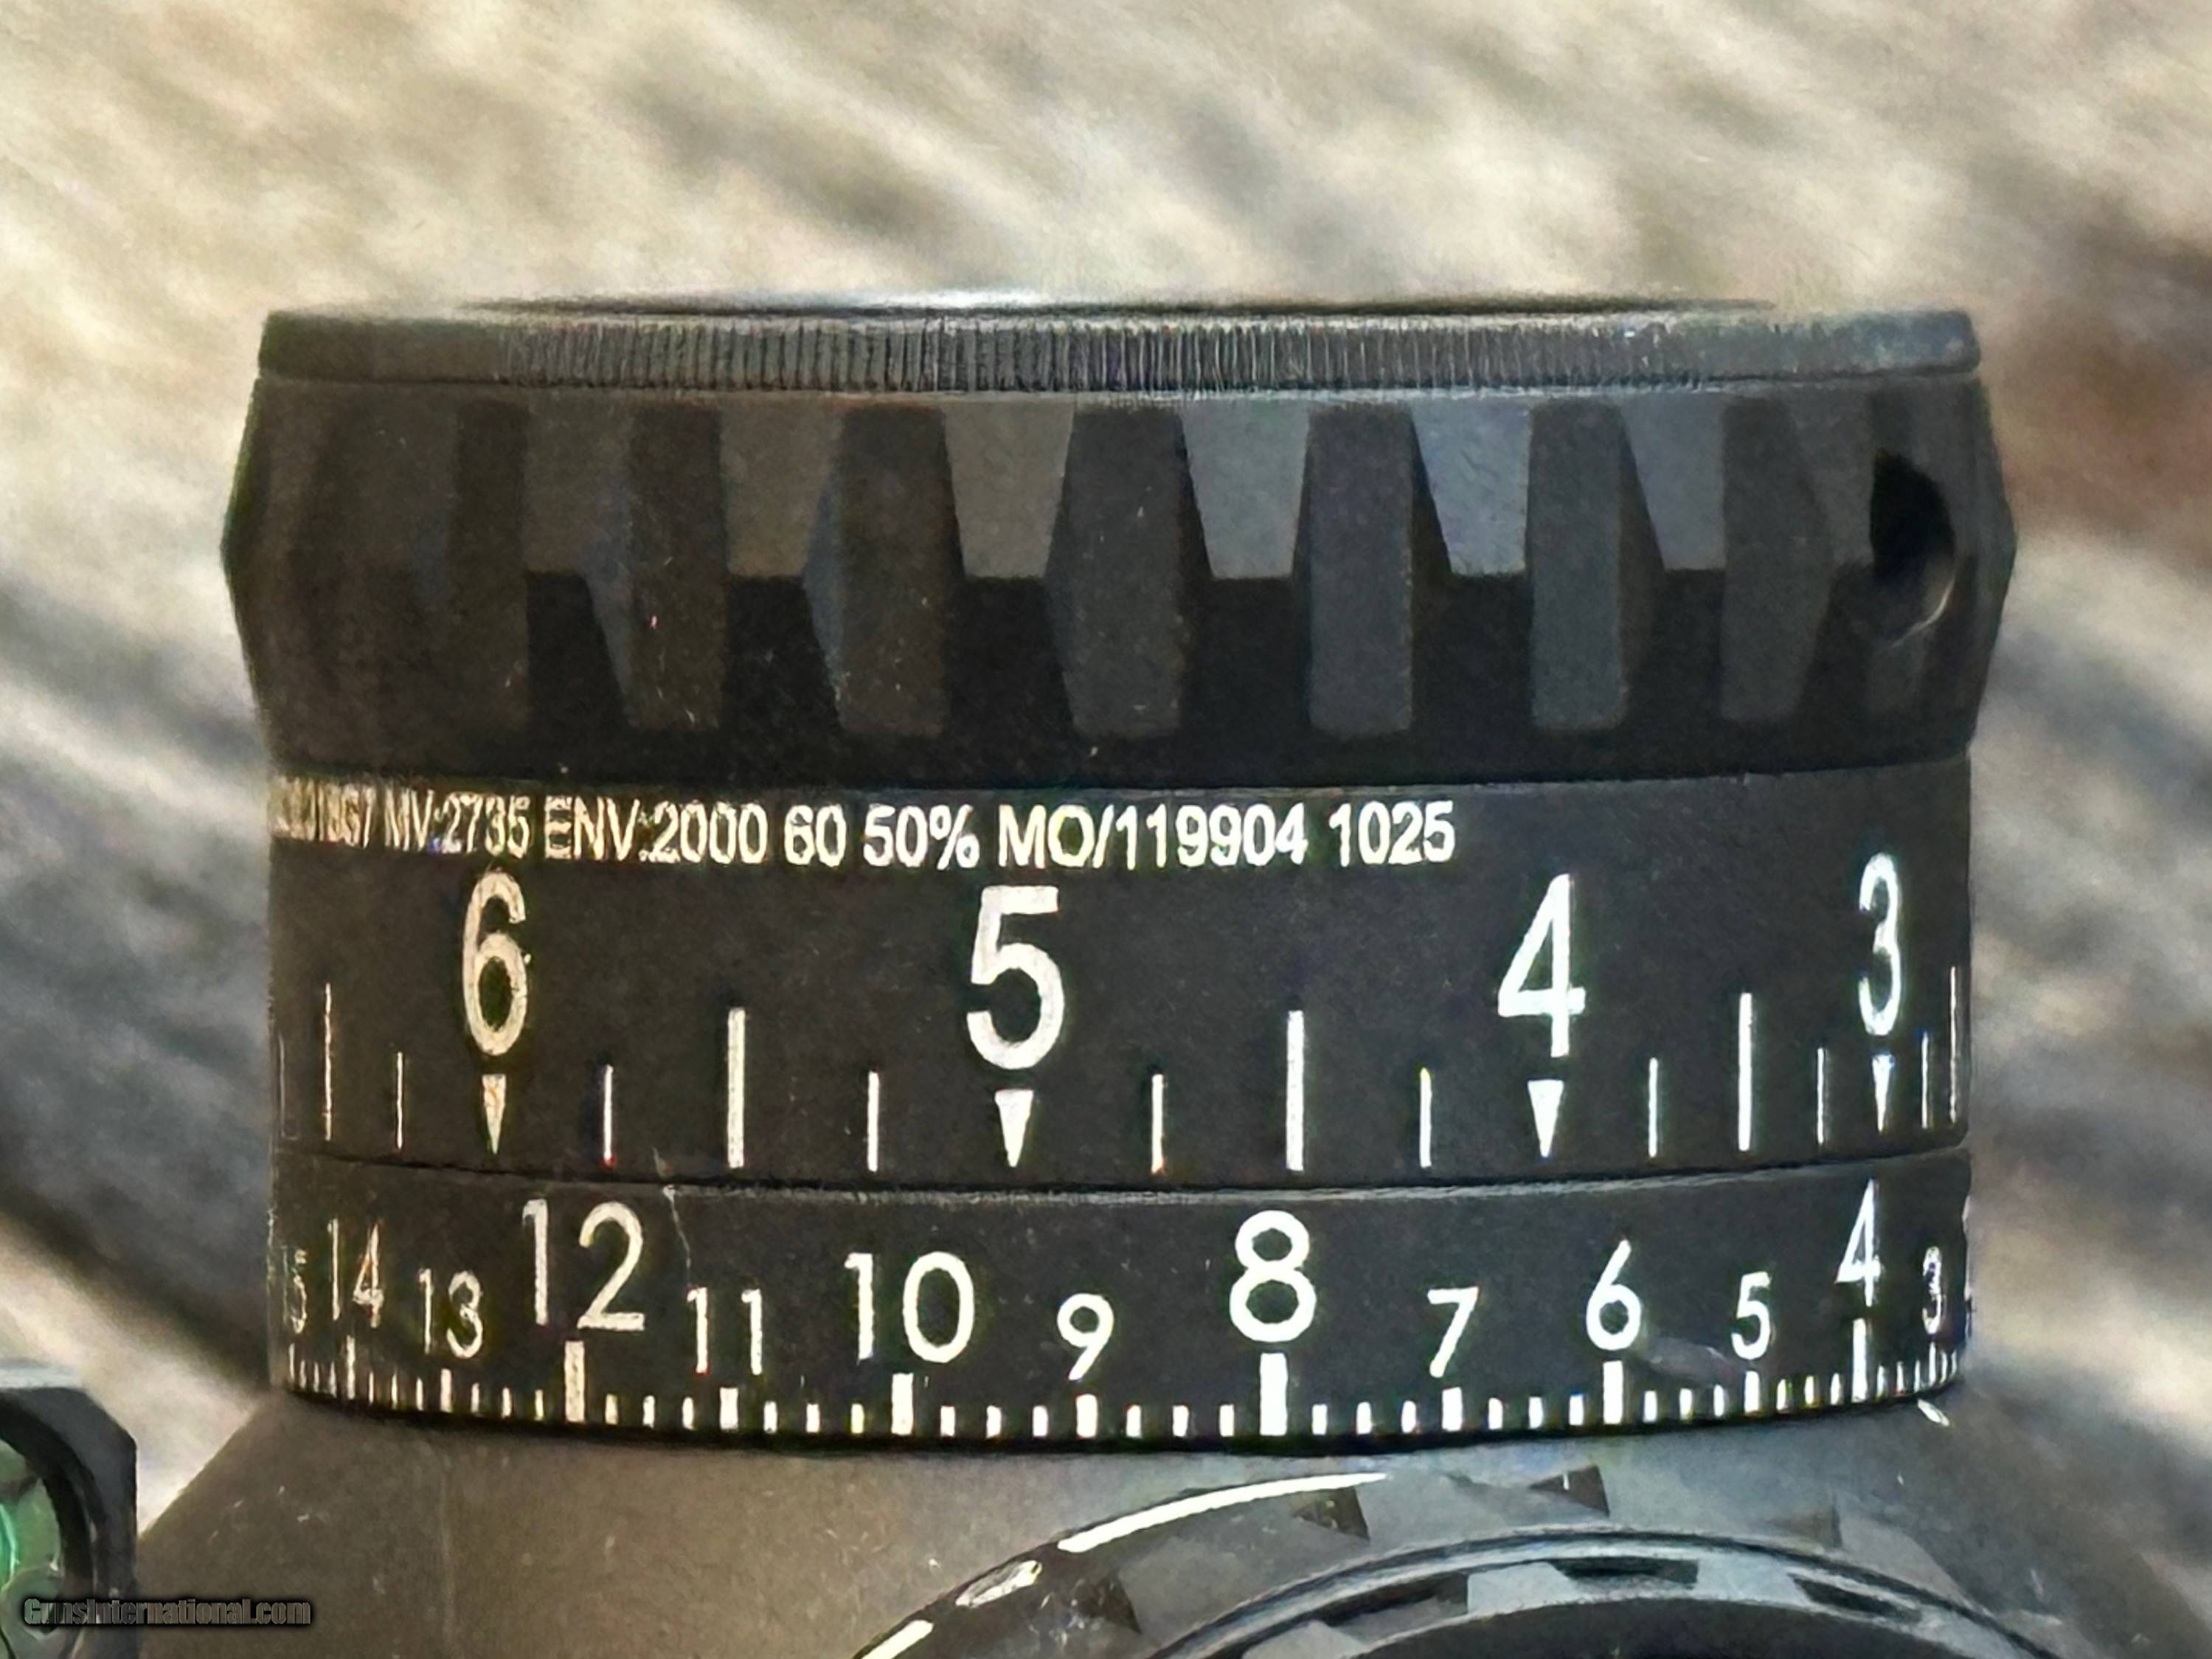 MV:2735 ENV:2000 60 50% MO/119904 1025
6 5 4 3
14 13 12 11 10 9 8 7 6 5 4 3
GunsInternational.com